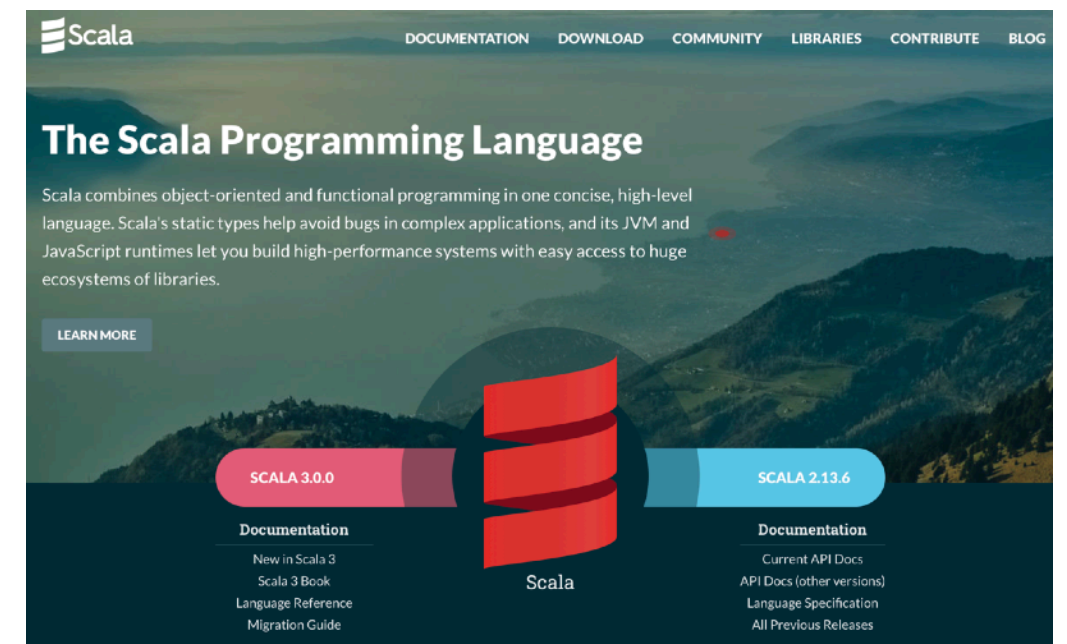 Scala
DOCUMENTATION DOWNLOAD COMMUNITY LIBRARIES CONTRIBUTE BLOG
The Scala Programming Language
Scala combines object-oriented and functional programming in one concise, high-level
language. Scala's static types help avoid bugs in complex applications, and its JVM and
JavaScript runtimes let you build high-performance systems with easy access to huge
ecosystems of libraries.
LEARN MORE
SCALA 3.0.0
Documentation
New in Scala 3
Scala 3 Book
Language Reference
Migration Guide
Scala
SCALA 2.13.6
Documentation
Current API Docs
API Docs (other versions)
Language Specification
All Previous Releases